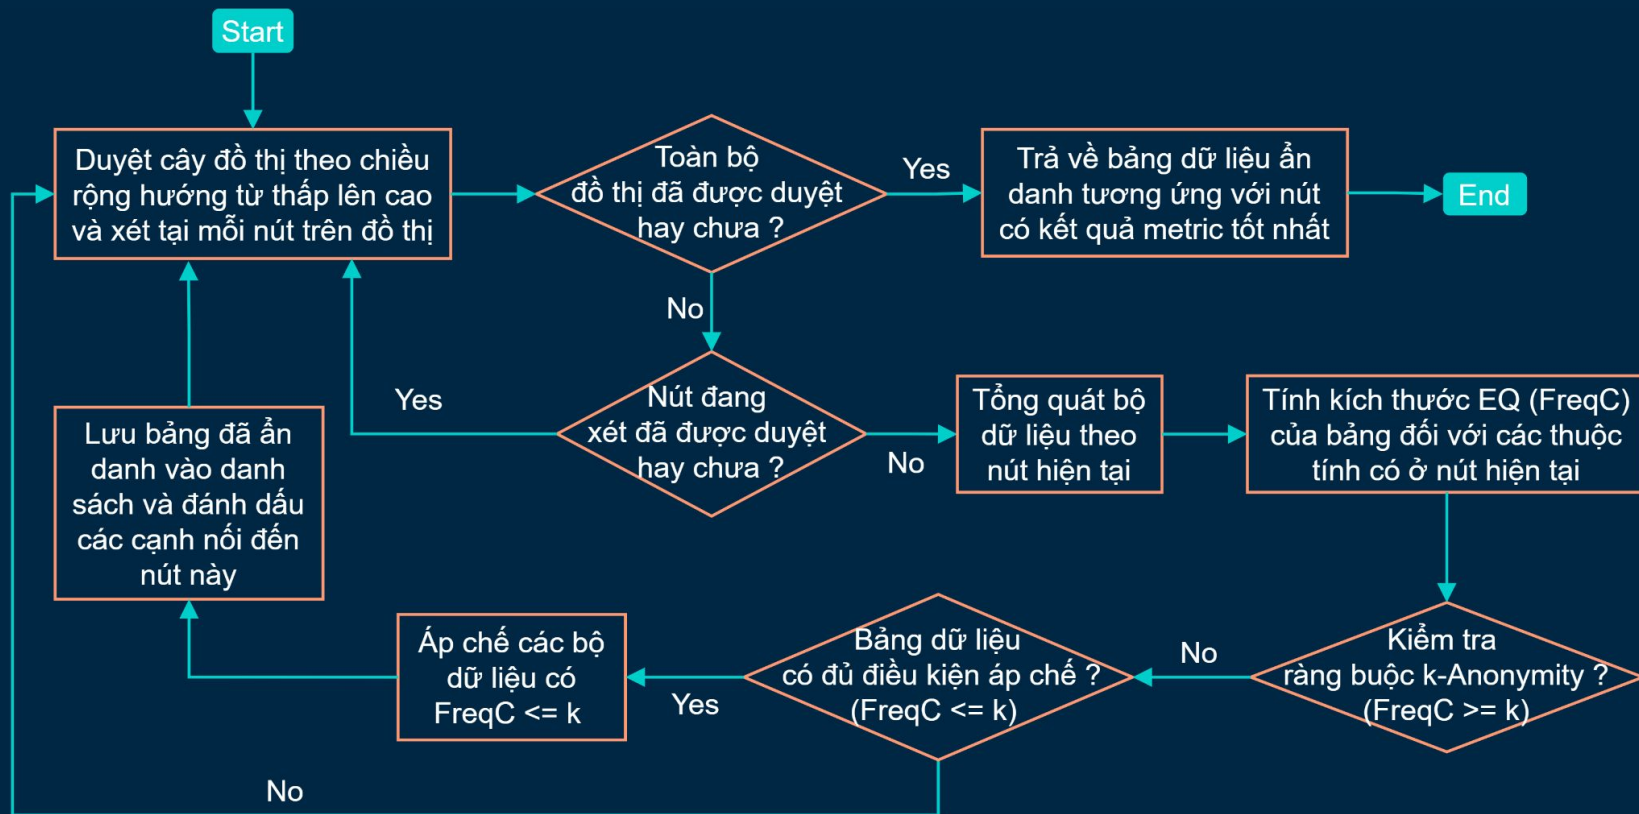 Start
Duyệt cây đồ thị theo chiều
rộng hướng từ thấp lên cao
và xét tại mỗi nút trên đồ thị
Toàn bộ
đồ thị đã được duyệt
hay chưa ?
Yes
Trả về bảng dữ liệu ẩn
danh tương ứng với nút
có kết quả metric tốt nhất
End
No
Nút đang
xét đã được duyệt
hay chưa ?
Yes
No
Tổng quát bộ
dữ liệu theo
nút hiện tại
Tính kích thước EQ (FreqC)
của bảng đối với các thuộc
tính có ở nút hiện tại
Lưu bảng đã ẩn
danh vào danh
sách và đánh dấu
các cạnh nối đến
nút này
Áp chế các bộ
dữ liệu có
FreqC <= k
Yes
Bảng dữ liệu
có đủ điều kiện áp chế ?
(FreqC <= k)
No
Kiểm tra
ràng buộc k-Anonymity ?
(FreqC >= k)
No